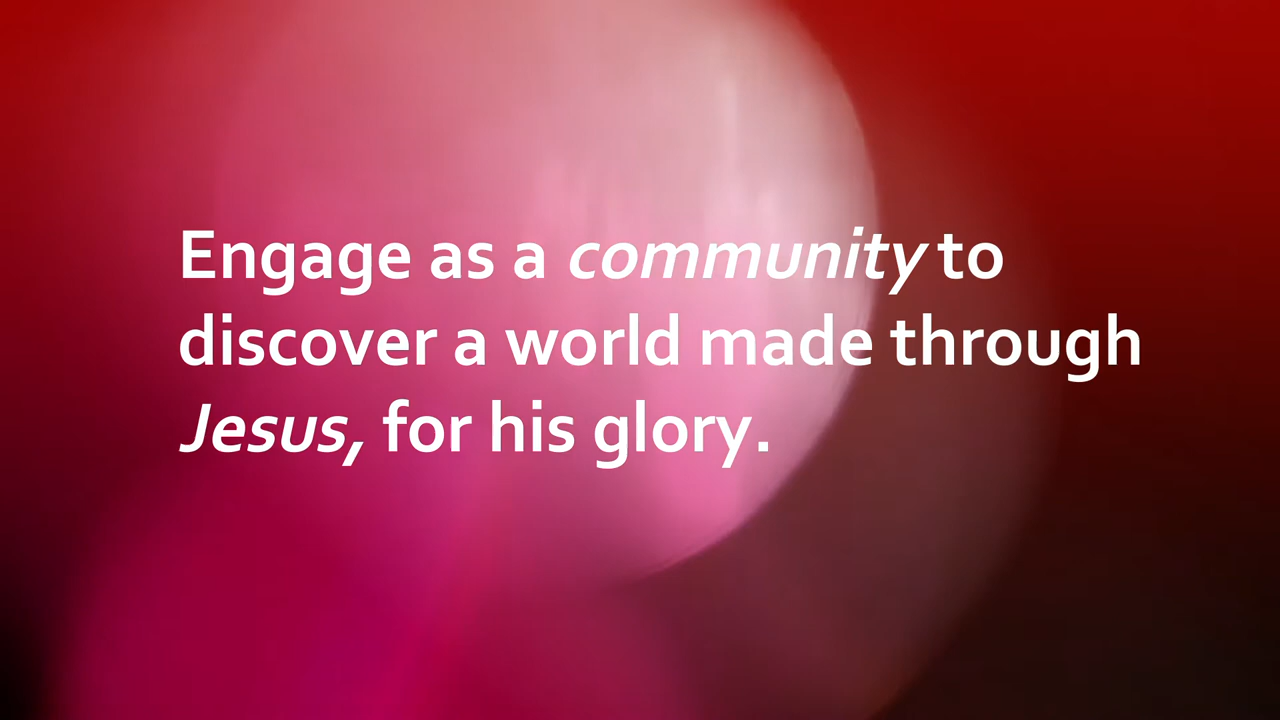 Engage as a community to
discover a world made through
Jesus, for his glory.